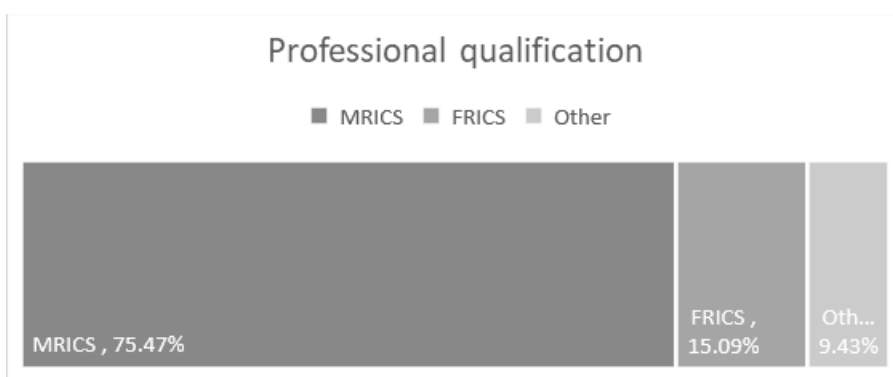 Professional qualification
MRICS FRICS Other
MRICS , 75.47%
FRICS ,
15.09%
Oth...
9.43%